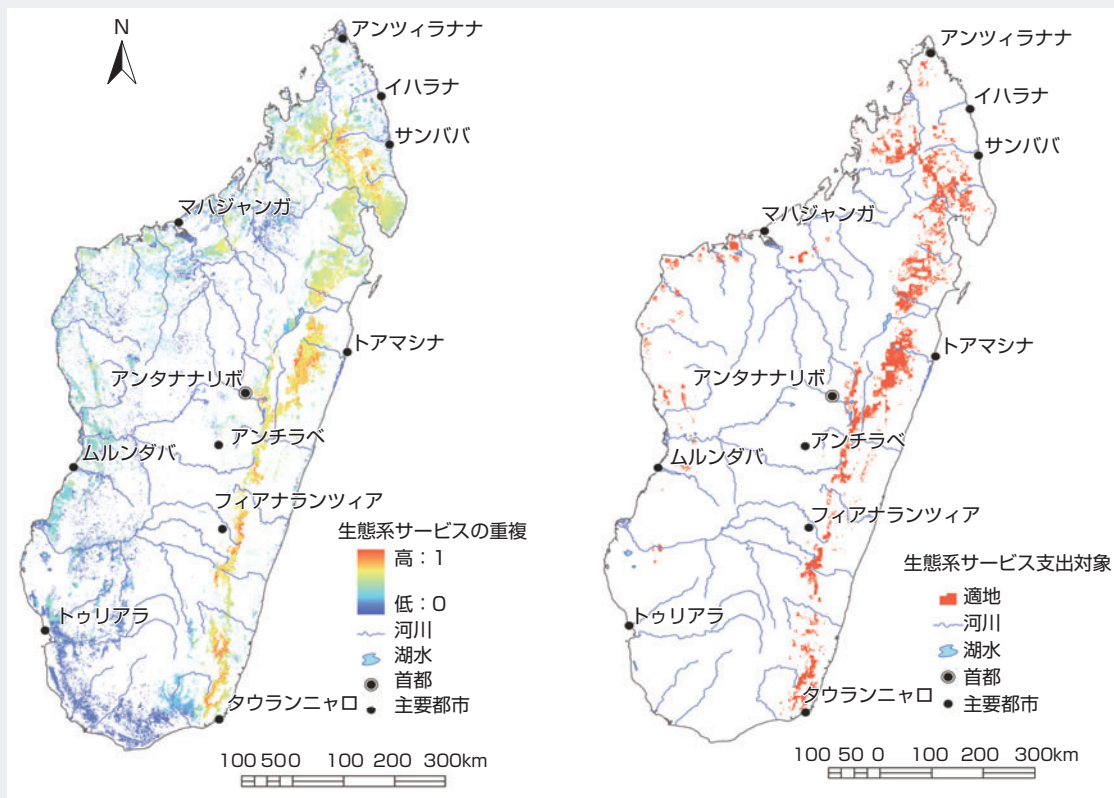 N
アンツィラナナ
イハラナ
サンババ
マハジャンガ
トアマシナ
アンタナナリボ
アンチラベ
ムルンダバ
フィアナランツィア
生態系サービスの重複
高：1
低：0
河川
湖水
首都
主要都市
トゥリアラ
タウランニャロ
100 50 0 100 200 300km
アンツィラナナ
イハラナ
サンババ
マハジャンガ
トアマシナ
アンタナナリボ
アンチラベ
ムルンダバ
フィアナランツィア
生態系サービス支出対象
適地
河川
湖水
首都
主要都市
トゥリアラ
タウランニャロ
100 50 0 100 200 300km